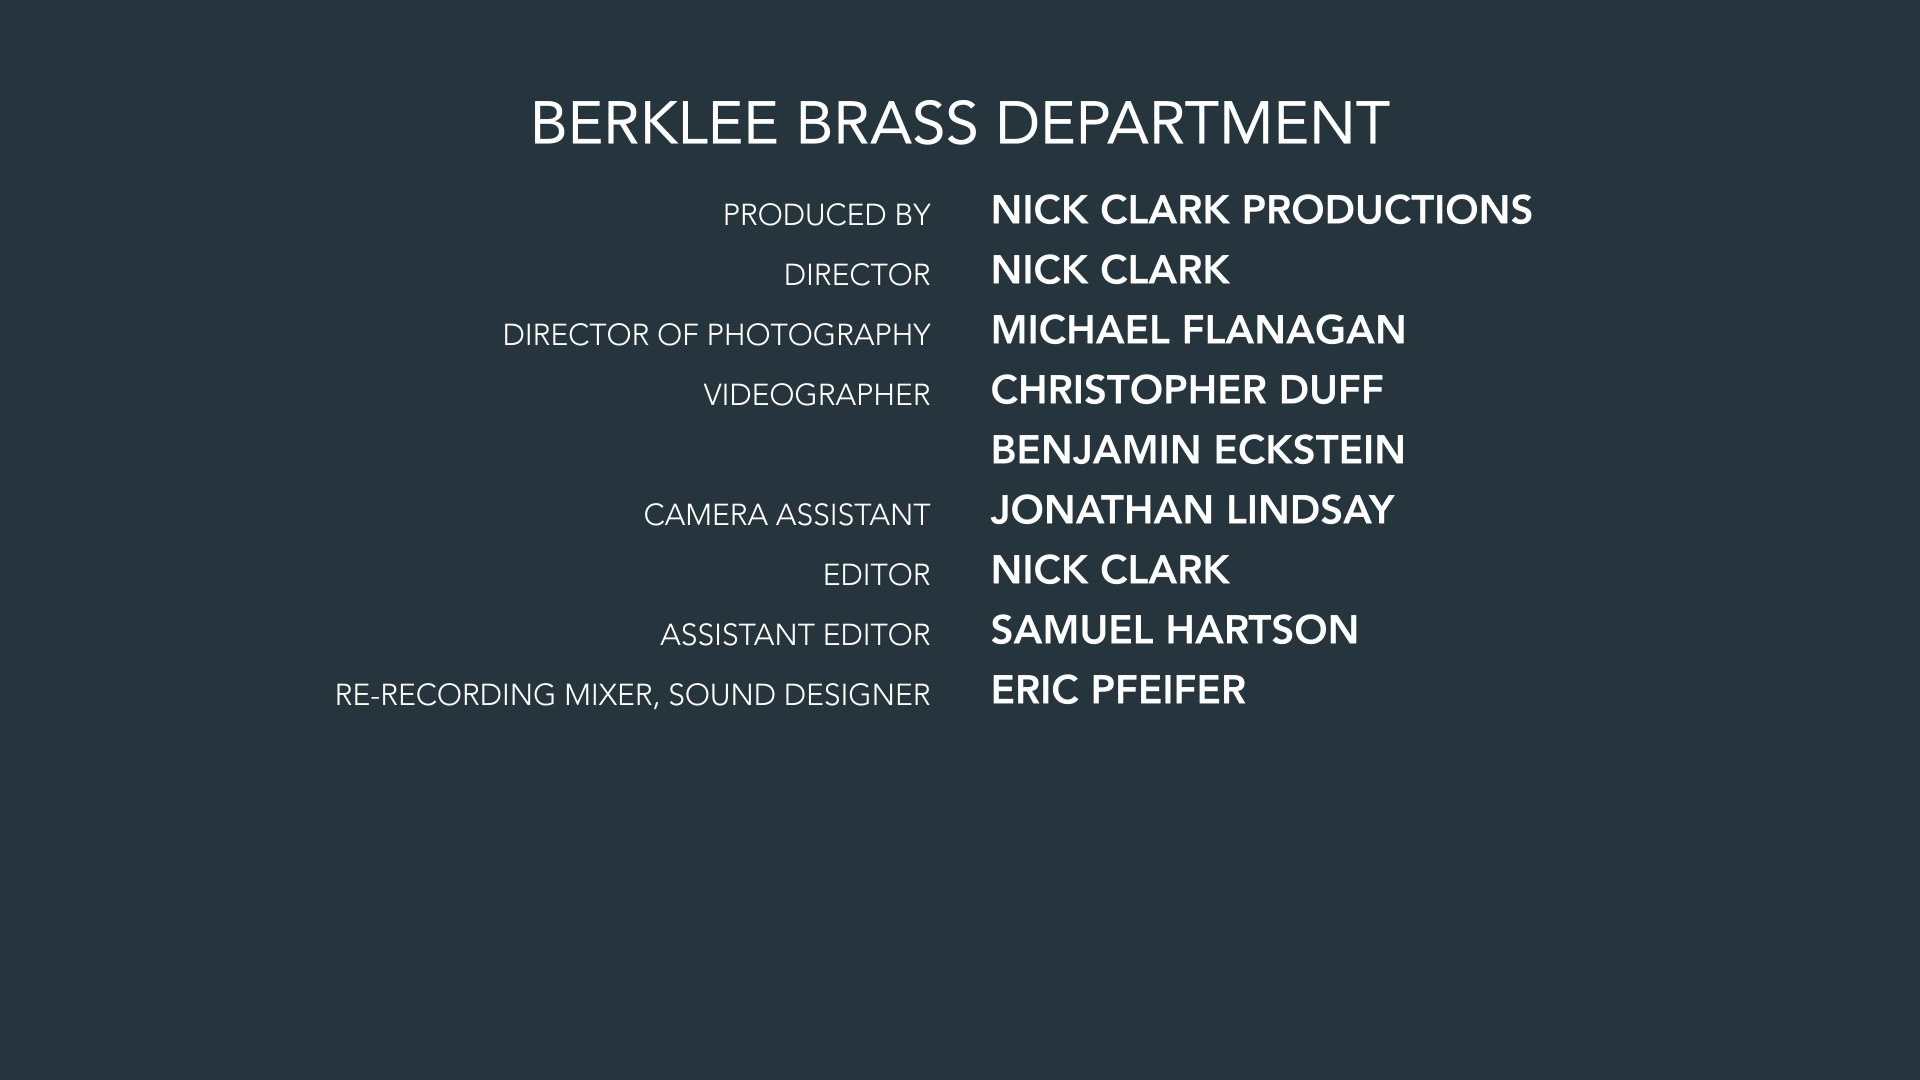 BERKLEE BRASS DEPARTMENT
PRODUCED BY NICK CLARK PRODUCTIONS
DIRECTOR NICK CLARK
DIRECTOR OF PHOTOGRAPHY MICHAEL FLANAGAN
VIDEOGRAPHER CHRISTOPHER DUFF
BENJAMIN ECKSTEIN
CAMERA ASSISTANT JONATHAN LINDSAY
EDITOR NICK CLARK
ASSISTANT EDITOR SAMUEL HARTSON
RE-RECORDING MIXER, SOUND DESIGNER ERIC PFEIFER